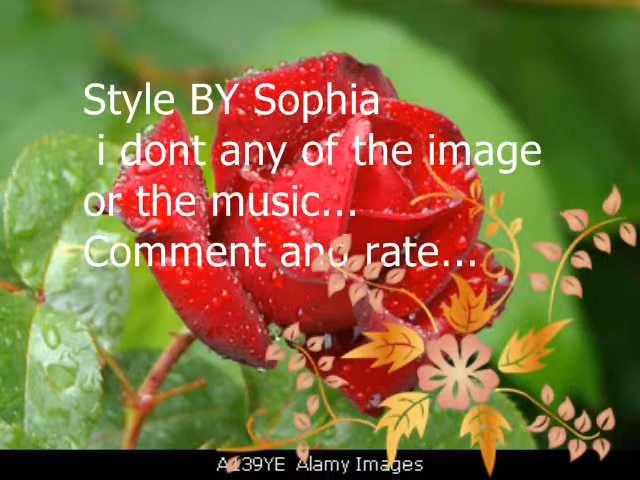 Style BY Sophia
i dont any of the image
or the music...
Comment and rate...
A139YE Alamy Images